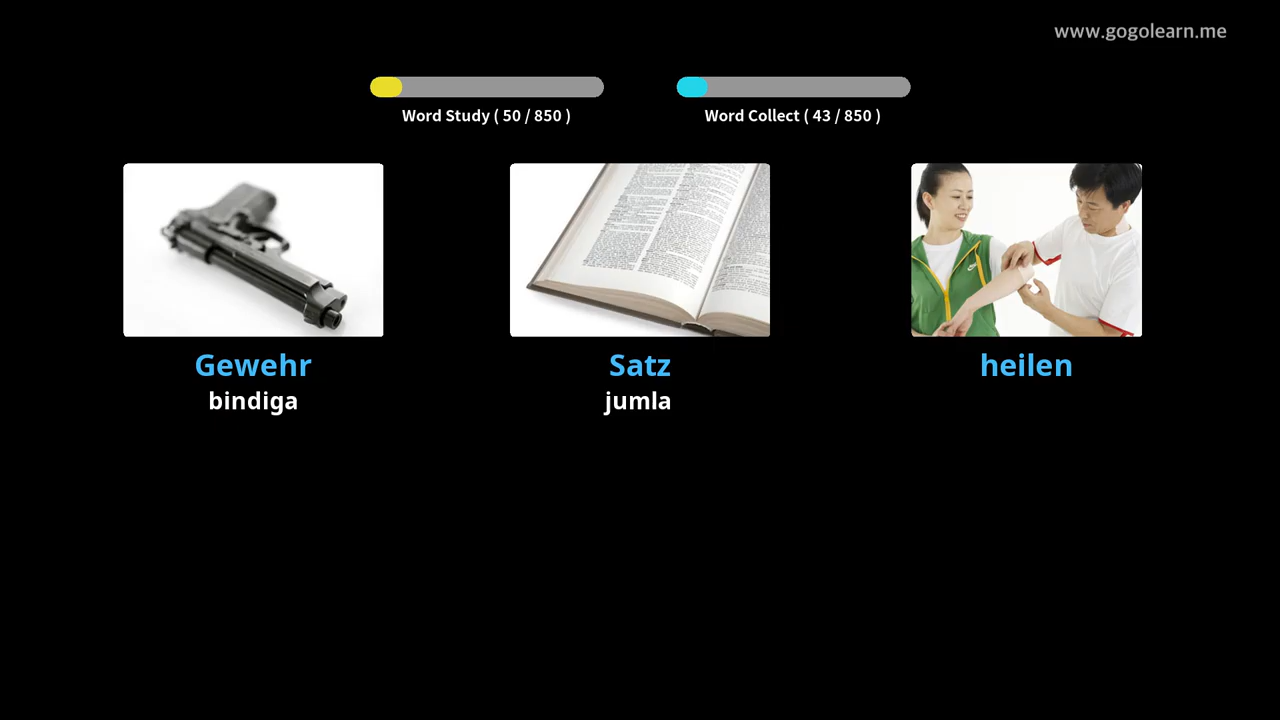 www.gogolearn.me
Word Study ( 50 / 850 )
Word Collect ( 43 / 850 )
Gewehr
bindiga
Satz
jumla
heilen